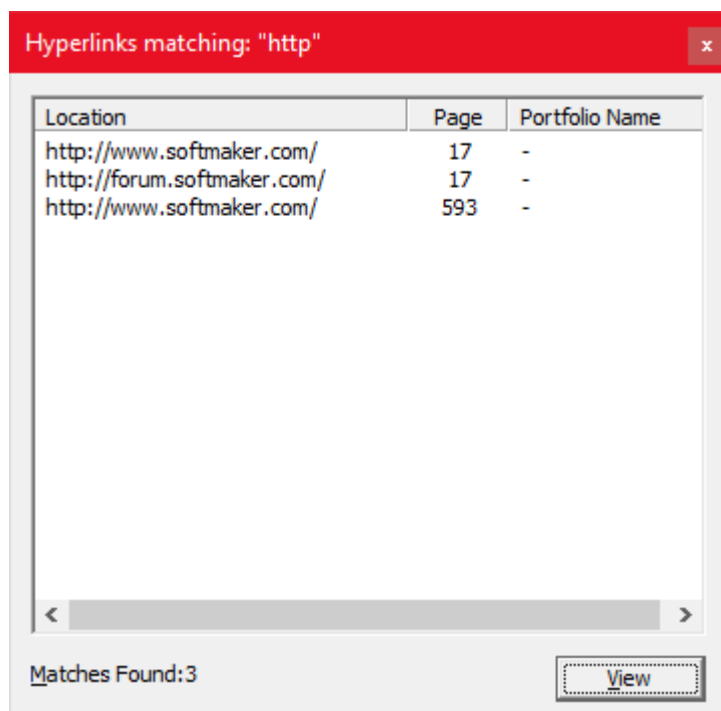 Hyperlinks matching: "http"
x
Location Page Portfolio Name
http://www.softmaker.com/ 17 -
http://forum.softmaker.com/ 17 -
http://www.softmaker.com/ 593 -
Matches Found:3
View